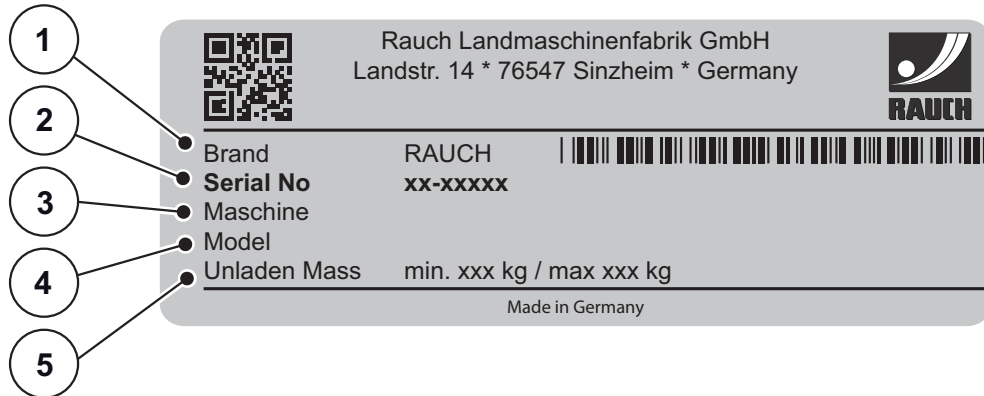 Rauch Landmaschinenfabrik GmbH
Landstr. 14 * 76547 Sinzheim * Germany
RAUCH
1
Brand RAUCH
2
Serial No xx-xxxxx
3
Maschine
4
Model
5
Unladen Mass min. xxx kg / max xxx kg
Made in Germany